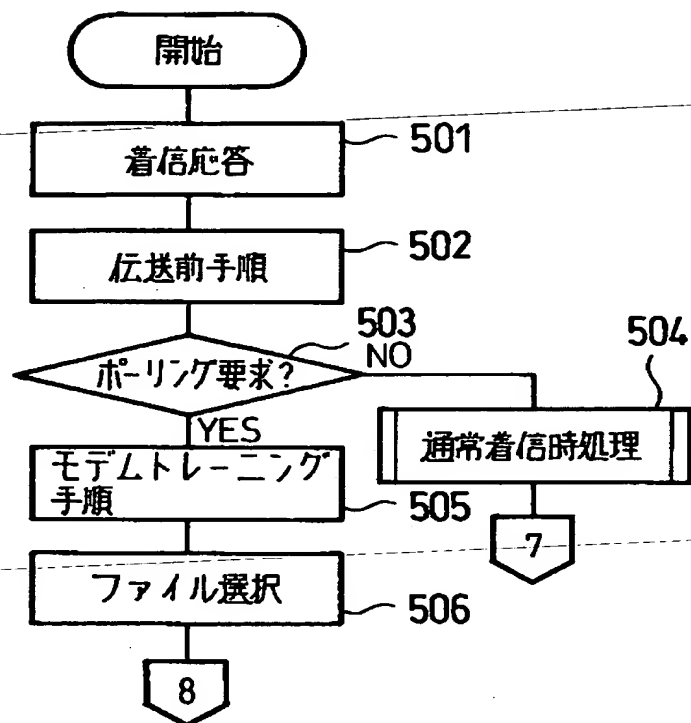 開始
着信応答
501
伝送前手順
502
503
ポーリング要求?
NO
504
YES
通常着信時処理
モデムトレーニング
手順
505
7
ファイル選択
506
8